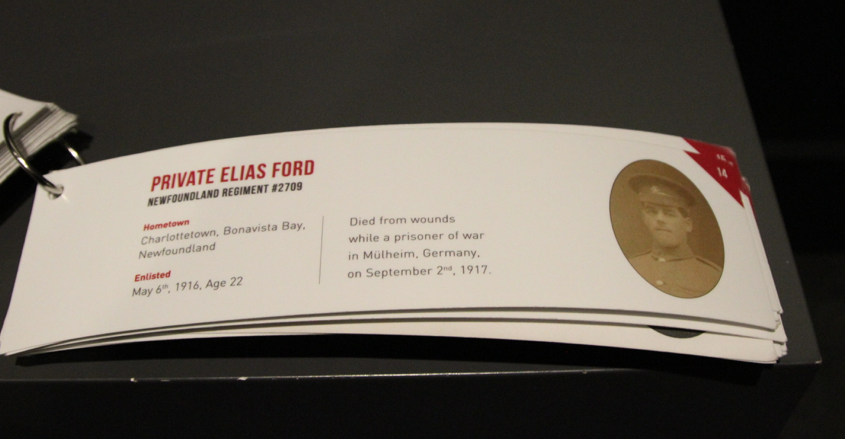 PRIVATE ELIAS FORD
NEWFOUNDLAND REGIMENT #2709
Hometown
Charlottetown, Bonavista Bay,
Newfoundland
Enlisted
May 6th, 1916, Age 22
Died from wounds
while a prisoner of war
in Mülheim, Germany,
on September 2nd, 1917.
14